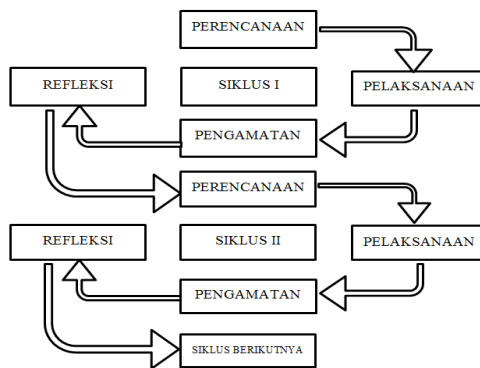 PERENCANAAN
REFLEKSI
SIKLUS I
PELAKSANAAN
PENGAMATAN
PERENCANAAN
REFLEKSI
SIKLUS II
PELAKSANAAN
PENGAMATAN
SIKLUS BERIKUTNYA